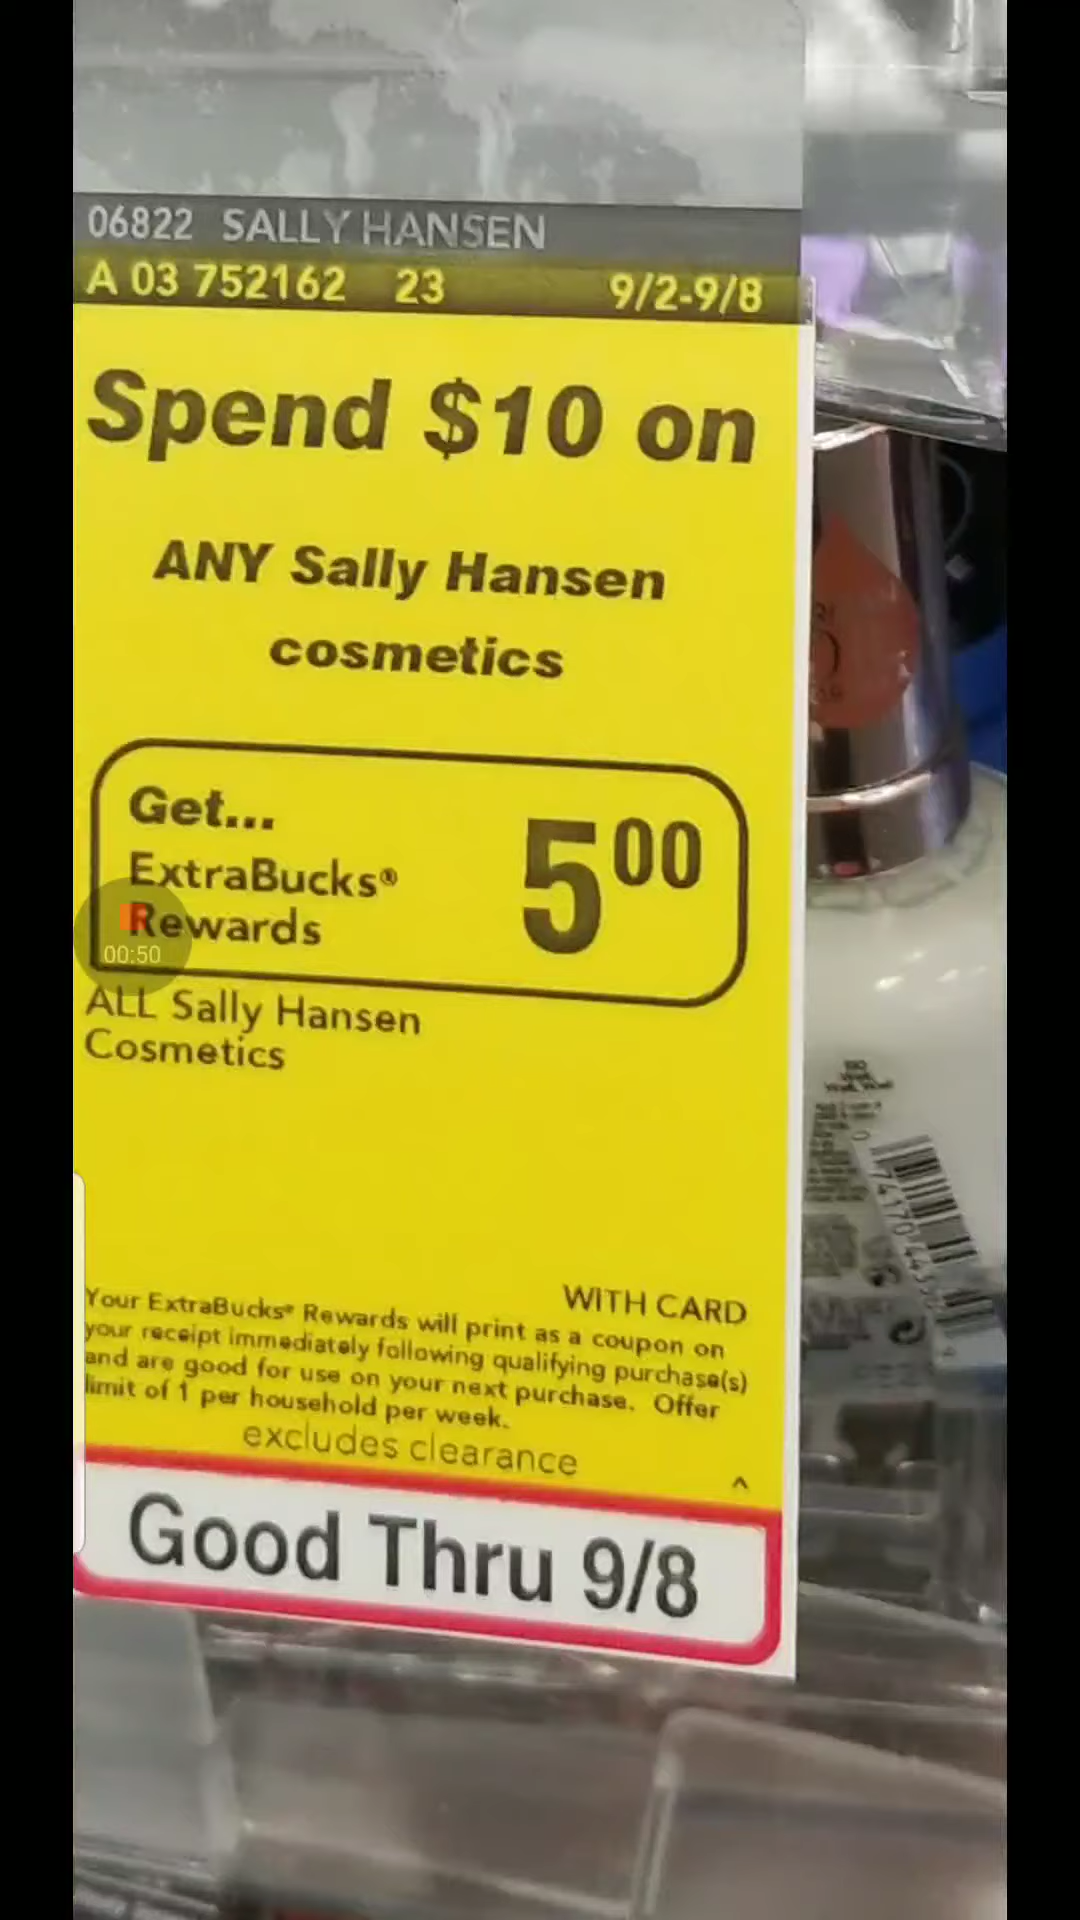 06822 SALLY HANSEN
A 03 752162 23 9/2-9/8
Spend $10 on
ANY Sally Hansen
cosmetics
Get...
ExtraBucks®
Rewards
5⁰⁰
00:50
ALL Sally Hansen
Cosmetics
WITH CARD
Your ExtraBucks® Rewards will print as a coupon on
your receipt immediately following qualifying purchase(s)
and are good for use on your next purchase. Offer
limit of 1 per household per week.
excludes clearance
^
Good Thru 9/8